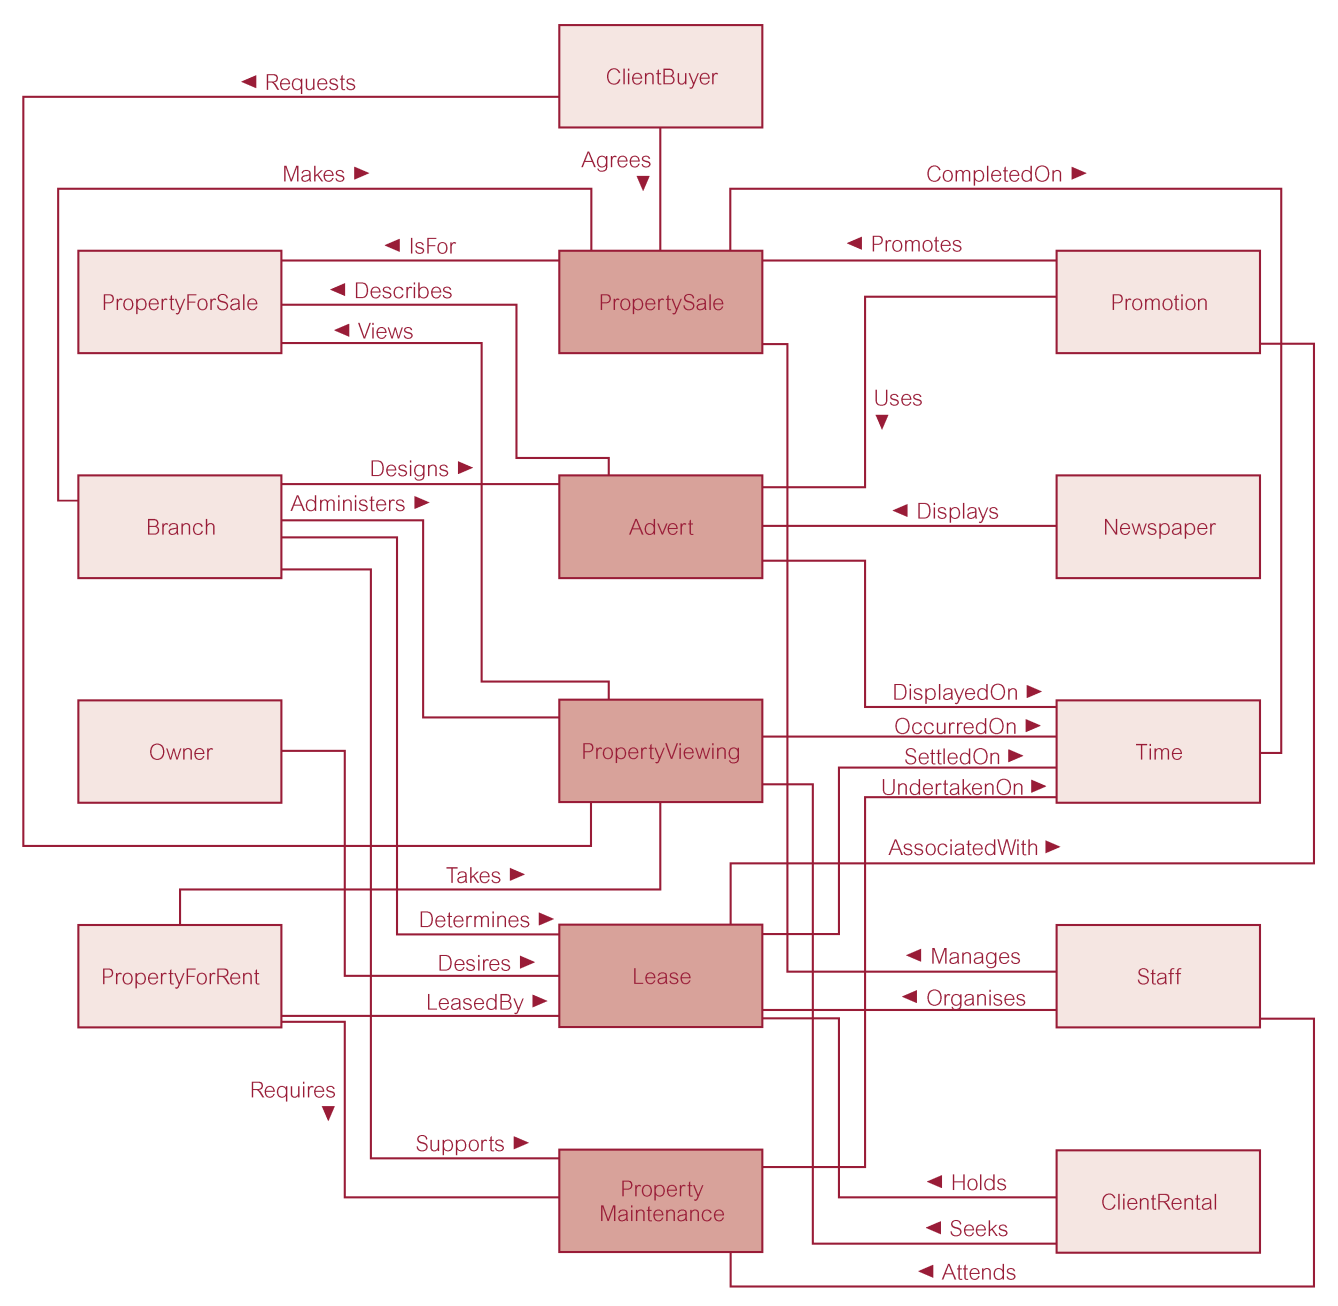 ClientBuyer
Requests
Agrees
Makes
CompletedOn
IsFor
Promotes
PropertyForSale
Describes
PropertySale
Promotion
Views
Uses
Designs
Administers
Displays
Branch
Advert
Newspaper
DisplayedOn
OccurredOn
Owner
PropertyViewing
SettledOn
Time
UndertakenOn
AssociatedWith
Takes
Determines
Manages
Desires
PropertyForRent
Lease
Staff
LeasedBy
Organises
Requires
Supports
Property
Maintenance
Holds
ClientRental
Seeks
Attends